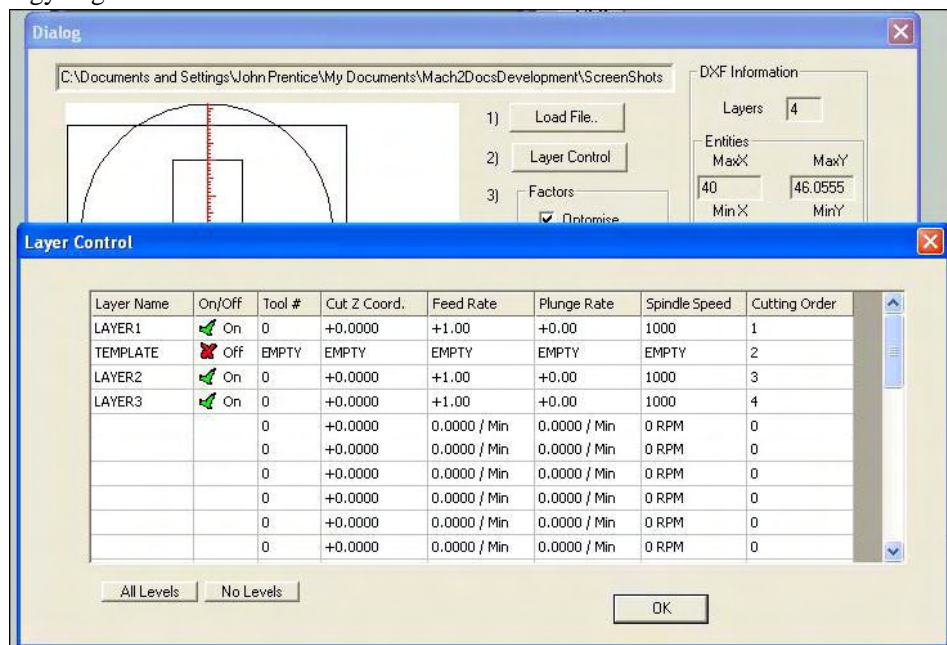 Dialog
C:\Documents and Settings\John Prentice\My Documents\Mach2DocsDevelopment\ScreenShots
DXF Information
1) Load File..
Layers 4
2) Layer Control
Entities
MaxX MaxY
3) Factors
40 46.0555
Optomise
MinX MinY
Layer Control
Layer Name On/Off Tool # Cut Z Coord. Feed Rate Plunge Rate Spindle Speed Cutting Order
LAYER1 On 0 +0.0000 +1.00 +0.00 1000 1
TEMPLATE Off EMPTY EMPTY EMPTY EMPTY EMPTY 2
LAYER2 On 0 +0.0000 +1.00 +0.00 1000 3
LAYER3 On 0 +0.0000 +1.00 +0.00 1000 4
0 +0.0000 0.0000 / Min 0.0000 / Min 0 RPM 0
0 +0.0000 0.0000 / Min 0.0000 / Min 0 RPM 0
0 +0.0000 0.0000 / Min 0.0000 / Min 0 RPM 0
0 +0.0000 0.0000 / Min 0.0000 / Min 0 RPM 0
0 +0.0000 0.0000 / Min 0.0000 / Min 0 RPM 0
0 +0.0000 0.0000 / Min 0.0000 / Min 0 RPM 0
All Levels No Levels
OK